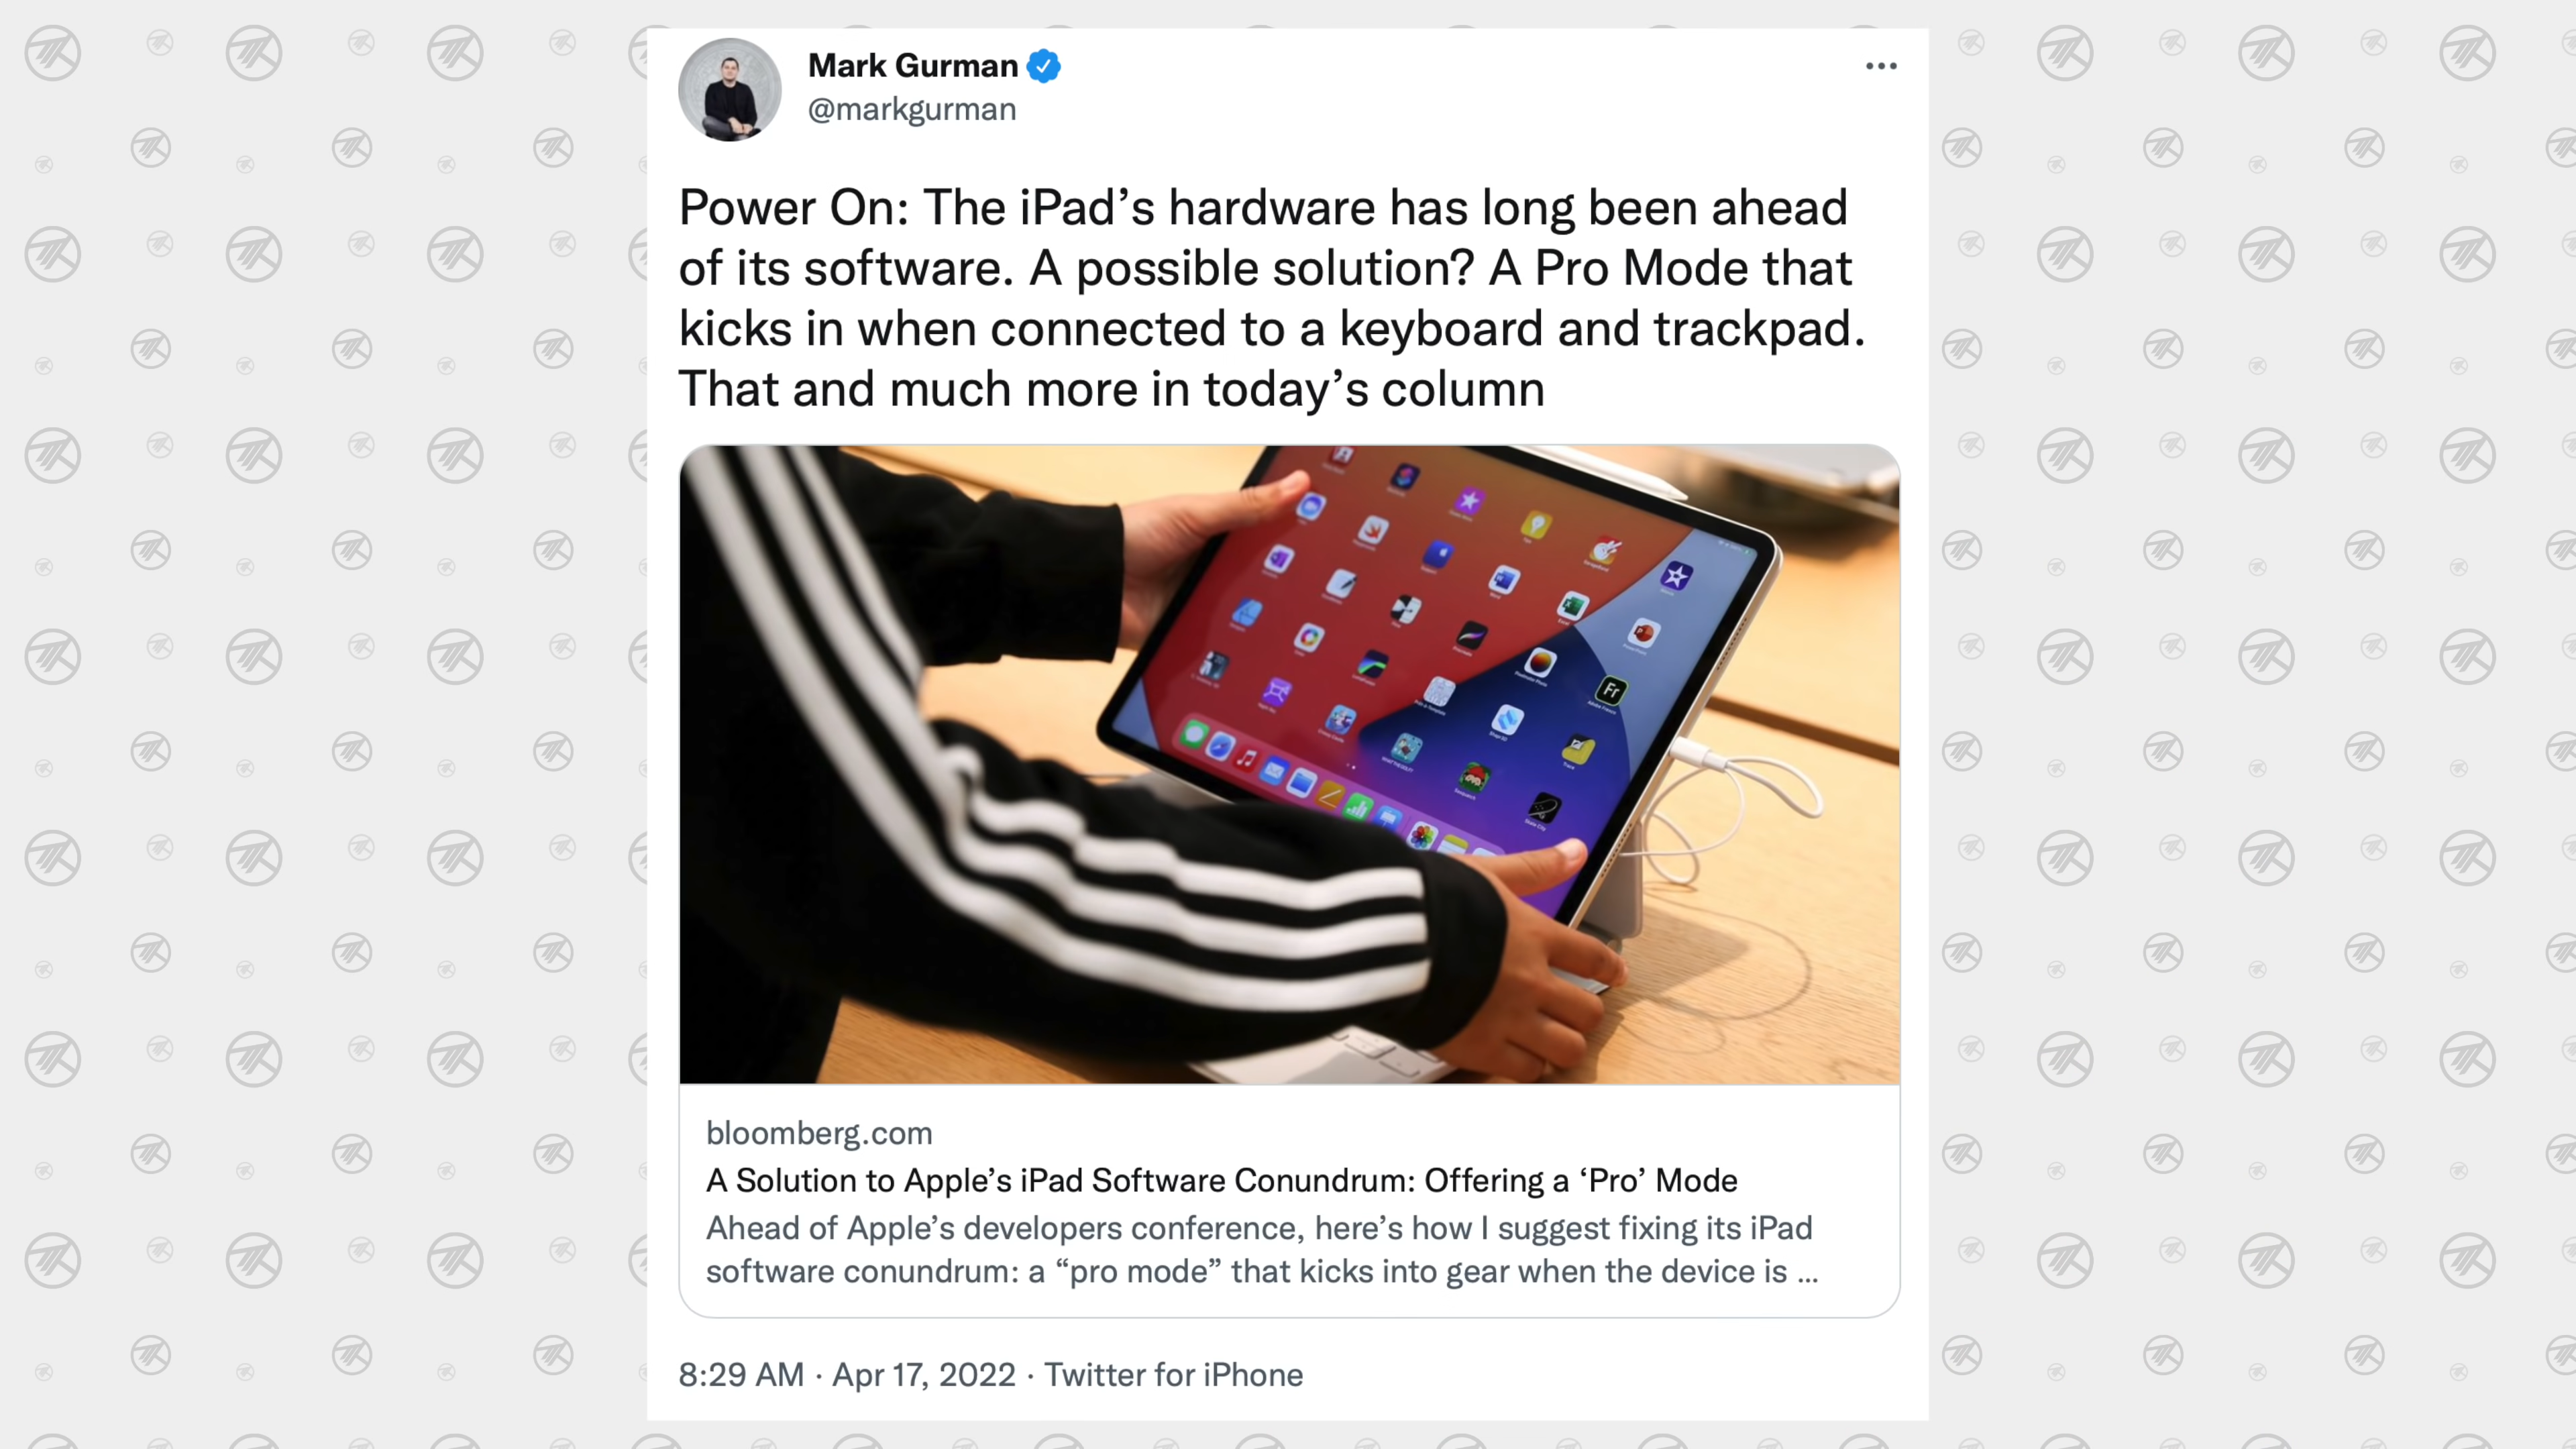 Mark Gurman
@markgurman
Power On: The iPad’s hardware has long been ahead
of its software. A possible solution? A Pro Mode that
kicks in when connected to a keyboard and trackpad.
That and much more in today’s column
Fr
bloomberg.com
A Solution to Apple’s iPad Software Conundrum: Offering a ‘Pro’ Mode
Ahead of Apple’s developers conference, here’s how I suggest fixing its iPad
software conundrum: a “pro mode” that kicks into gear when the device is ...
8:29 AM · Apr 17, 2022 · Twitter for iPhone